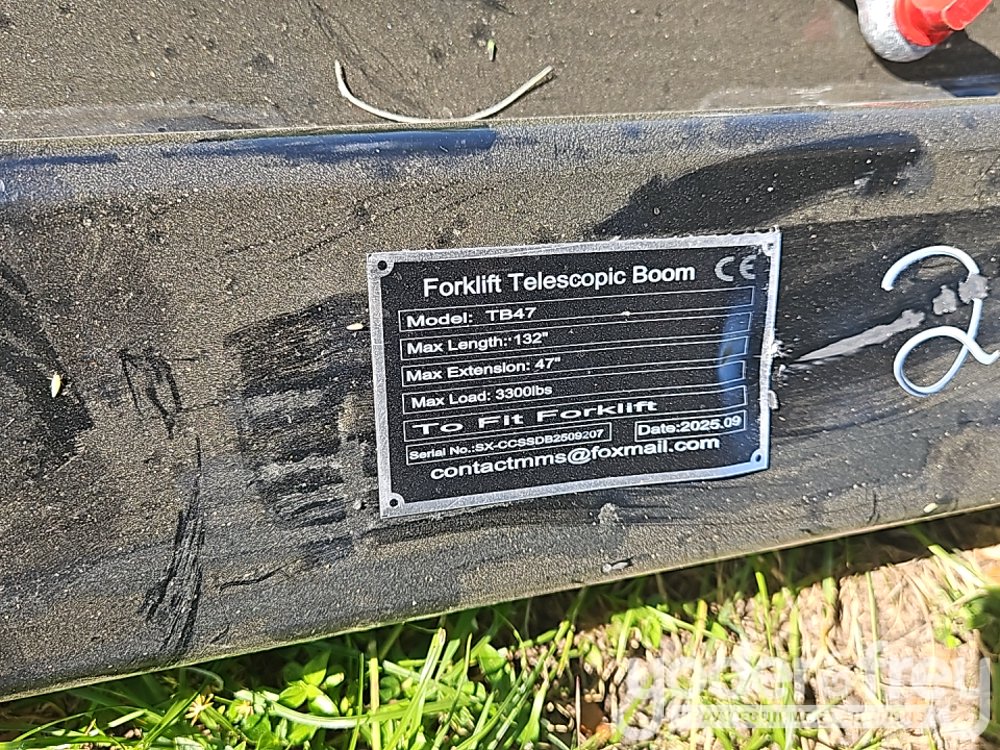 Forklift Telescopic Boom CE
Model: TB47
Max Length: 132"
Max Extension: 47"
Max Load: 3300lbs
To Fit Forklift
Serial No.:SX-CCSSDB2509207 Date:2025.09
contactmms@foxmail.com
2